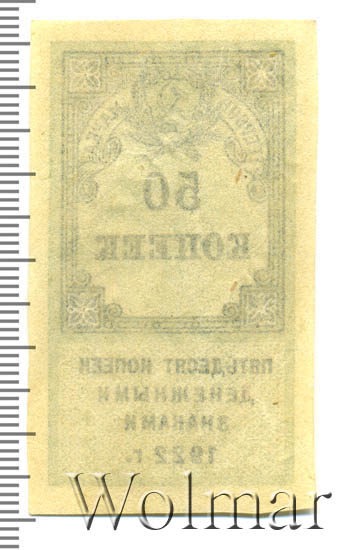 50
КОПЕЕК
ПЯТЬДЕСЯТ КОПЕЕК
ДЕНЕЖНЫМИ
ЗНАКАМИ
1922 г.
Wolmar